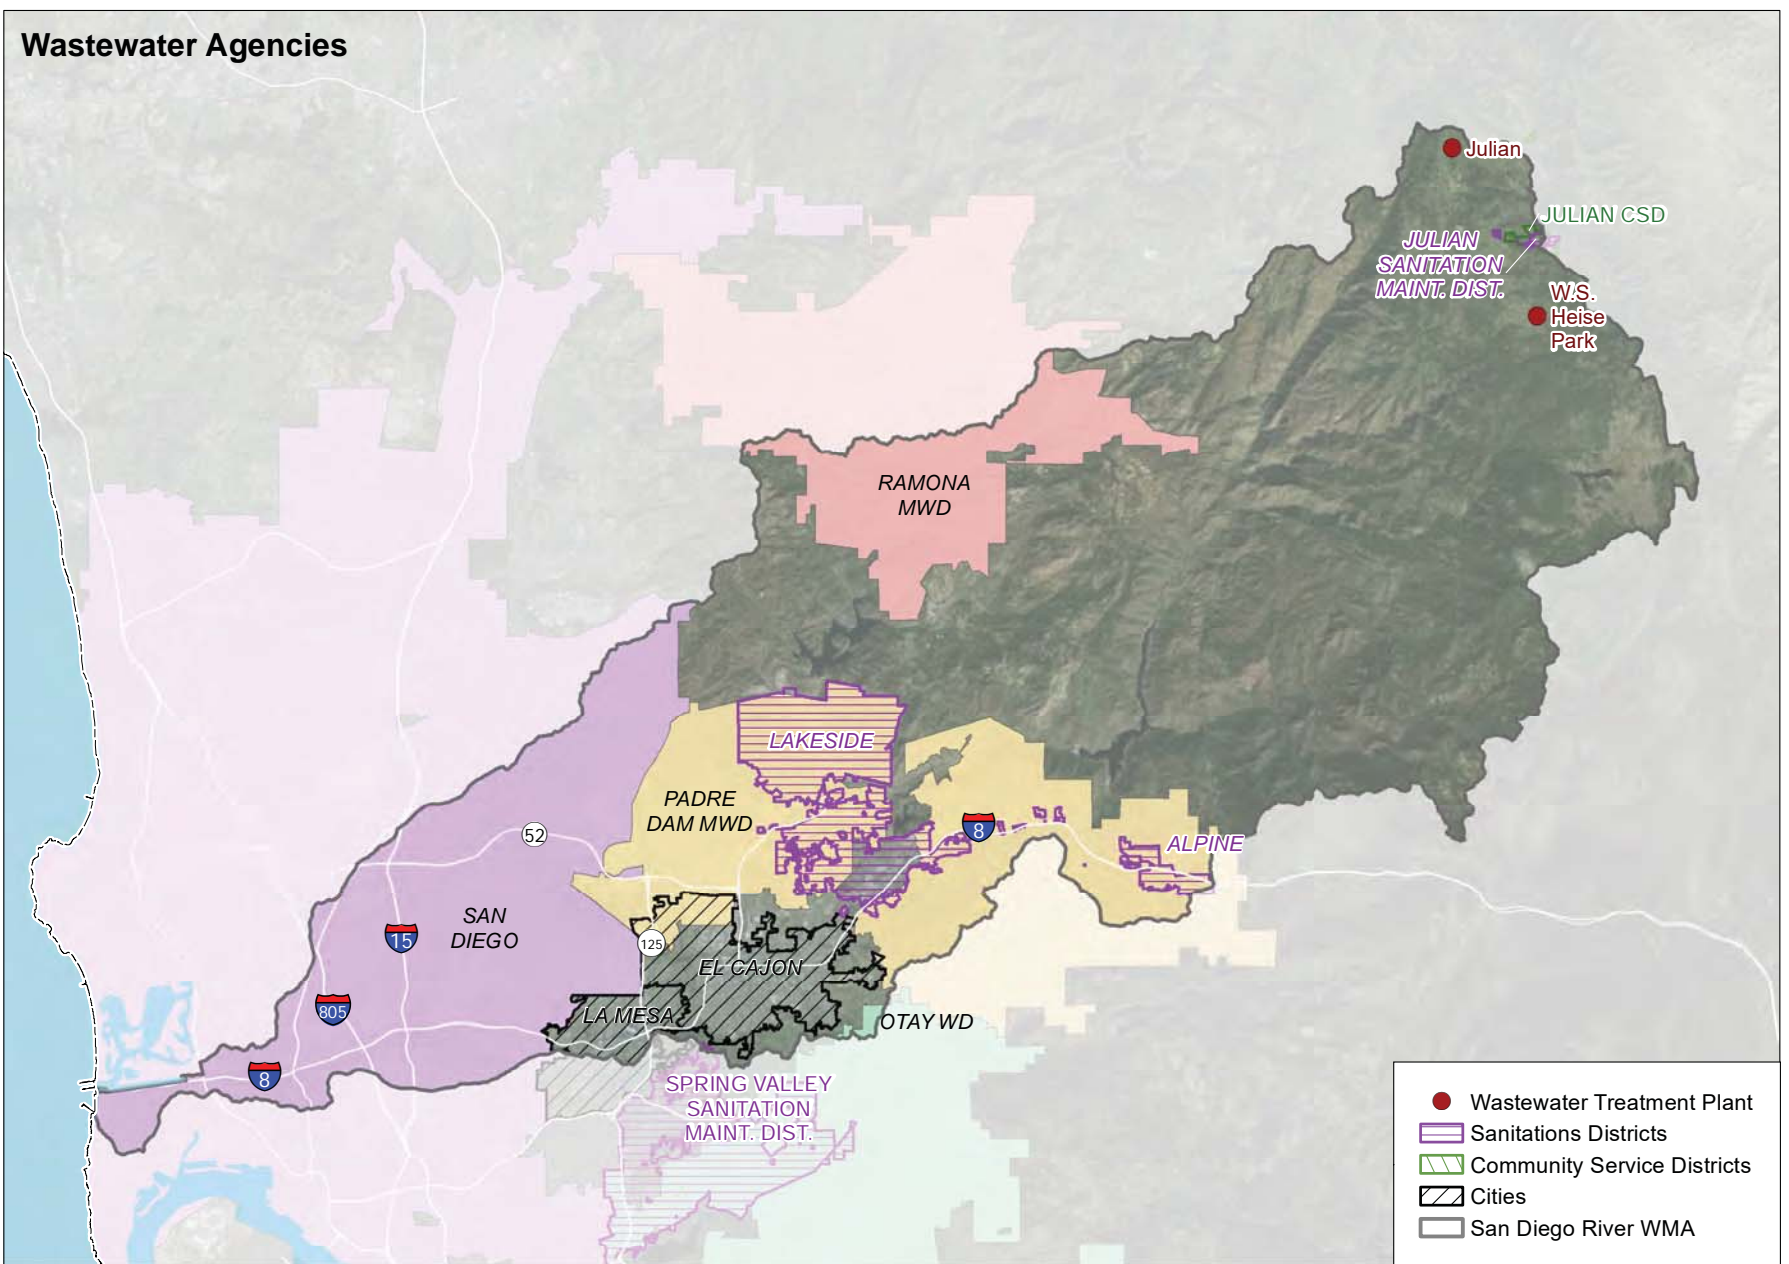 Wastewater Agencies
Julian
JULIAN CSD
JULIAN
SANITATION
MAINT. DIST.
W.S.
Heise
Park
RAMONA
MWD
LAKESIDE
PADRE
DAM MWD
52
8
ALPINE
SAN
DIEGO
15
125
EL CAJON
805
LA MESA
OTAY WD
8
SPRING VALLEY
SANITATION
MAINT. DIST.
Wastewater Treatment Plant
Sanitations Districts
Community Service Districts
Cities
San Diego River WMA